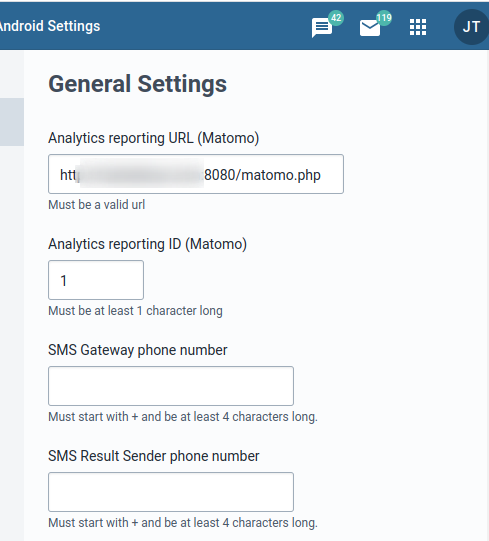 Android Settings
42
119
JT
General Settings
Analytics reporting URL (Matomo)
8080/matomo.php
Must be a valid url
Analytics reporting ID (Matomo)
1
Must be at least 1 character long
SMS Gateway phone number
Must start with + and be at least 4 characters long.
SMS Result Sender phone number
Must start with + and be at least 4 characters long.